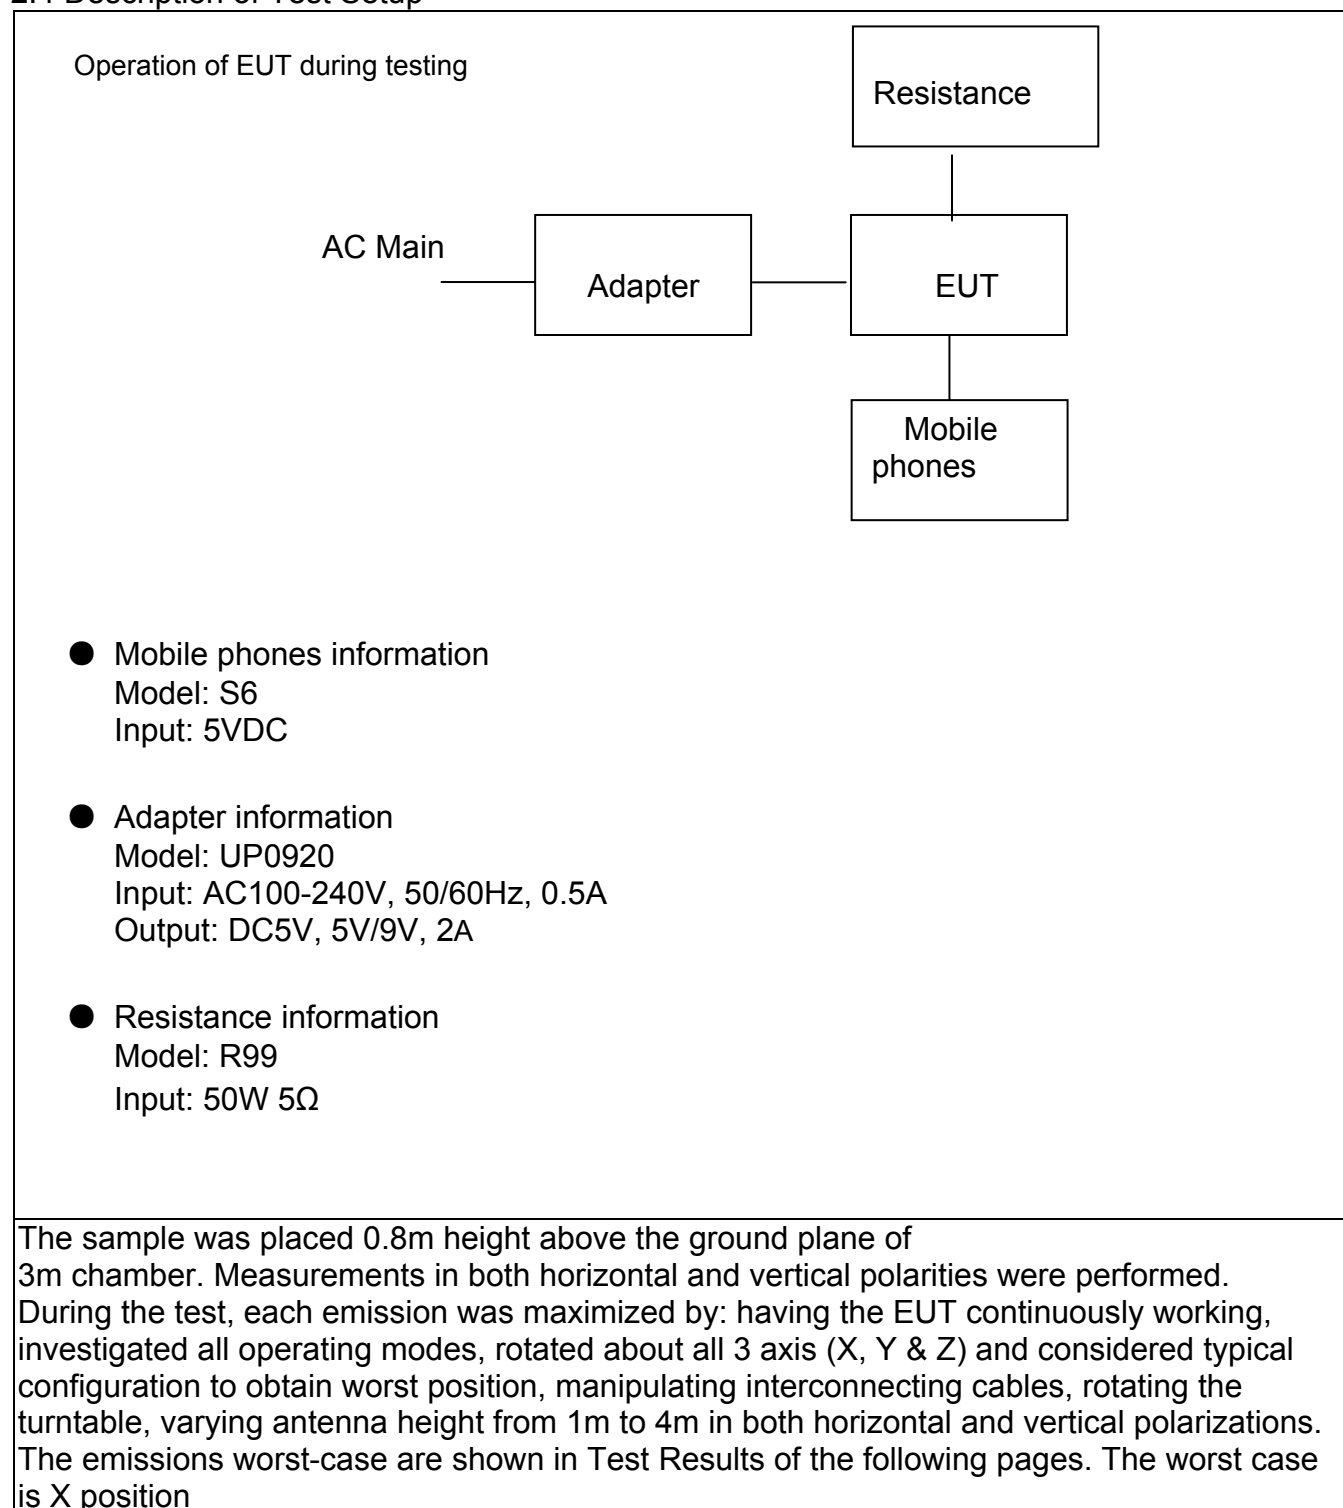 2.4 Description of Test Setup
Operation of EUT during testing
Resistance
AC Main
Adapter
EUT
Mobile
phones
● Mobile phones information
Model: S6
Input: 5VDC
● Adapter information
Model: UP0920
Input: AC100-240V, 50/60Hz, 0.5A
Output: DC5V, 5V/9V, 2A
● Resistance information
Model: R99
Input: 50W 5Ω
The sample was placed 0.8m height above the ground plane of
3m chamber. Measurements in both horizontal and vertical polarities were performed.
During the test, each emission was maximized by: having the EUT continuously working,
investigated all operating modes, rotated about all 3 axis (X, Y & Z) and considered typical
configuration to obtain worst position, manipulating interconnecting cables, rotating the
turntable, varying antenna height from 1m to 4m in both horizontal and vertical polarizations.
The emissions worst-case are shown in Test Results of the following pages. The worst case
is X position